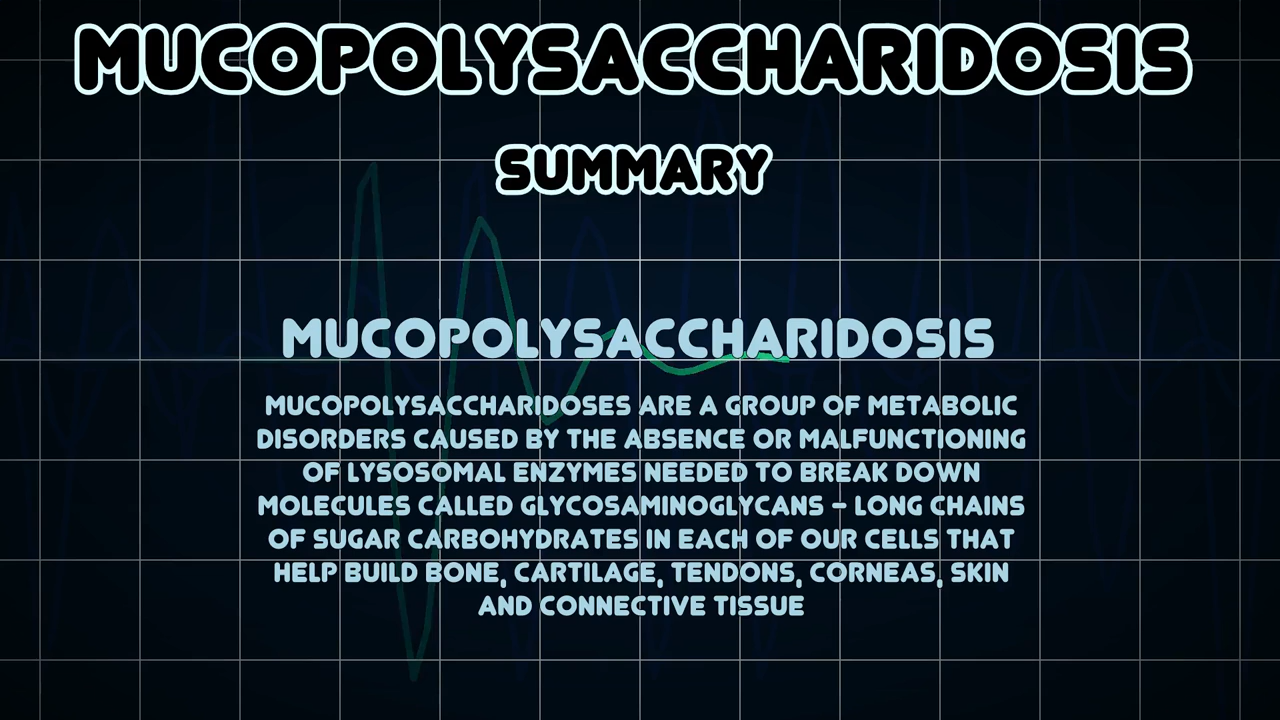 MUCOPOLYSACCHARIDOSIS
SUMMARY
MUCOPOLYSACCHARIDOSIS
MUCOPOLYSACCHARIDOSES ARE A GROUP OF METABOLIC
DISORDERS CAUSED BY THE ABSENCE OR MALFUNCTIONING
OF LYSOSOMAL ENZYMES NEEDED TO BREAK DOWN
MOLECULES CALLED GLYCOSAMINOGLYCANS - LONG CHAINS
OF SUGAR CARBOHYDRATES IN EACH OF OUR CELLS THAT
HELP BUILD BONE, CARTILAGE, TENDONS, CORNEAS, SKIN
AND CONNECTIVE TISSUE